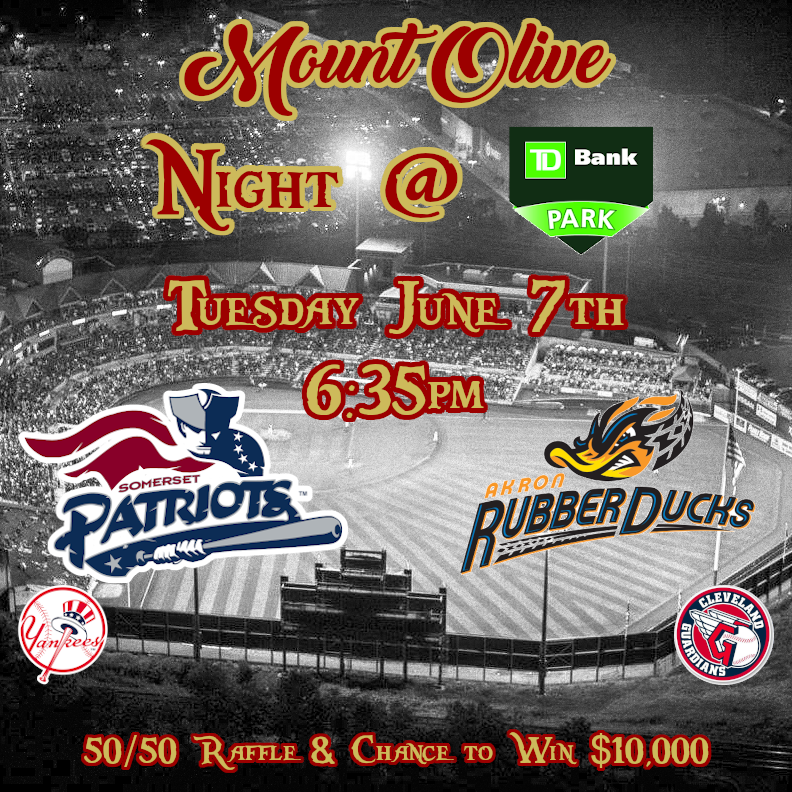 Mount Olive
Night @
TD Bank
PARK
Tuesday June 7th
6:35pm
SOMERSET
PATRIOTS TM
AKRON
RUBBERDUCKS
Yankees
CLEVELAND
GUARDIANS
50/50 Raffle & Chance to Win $10,000